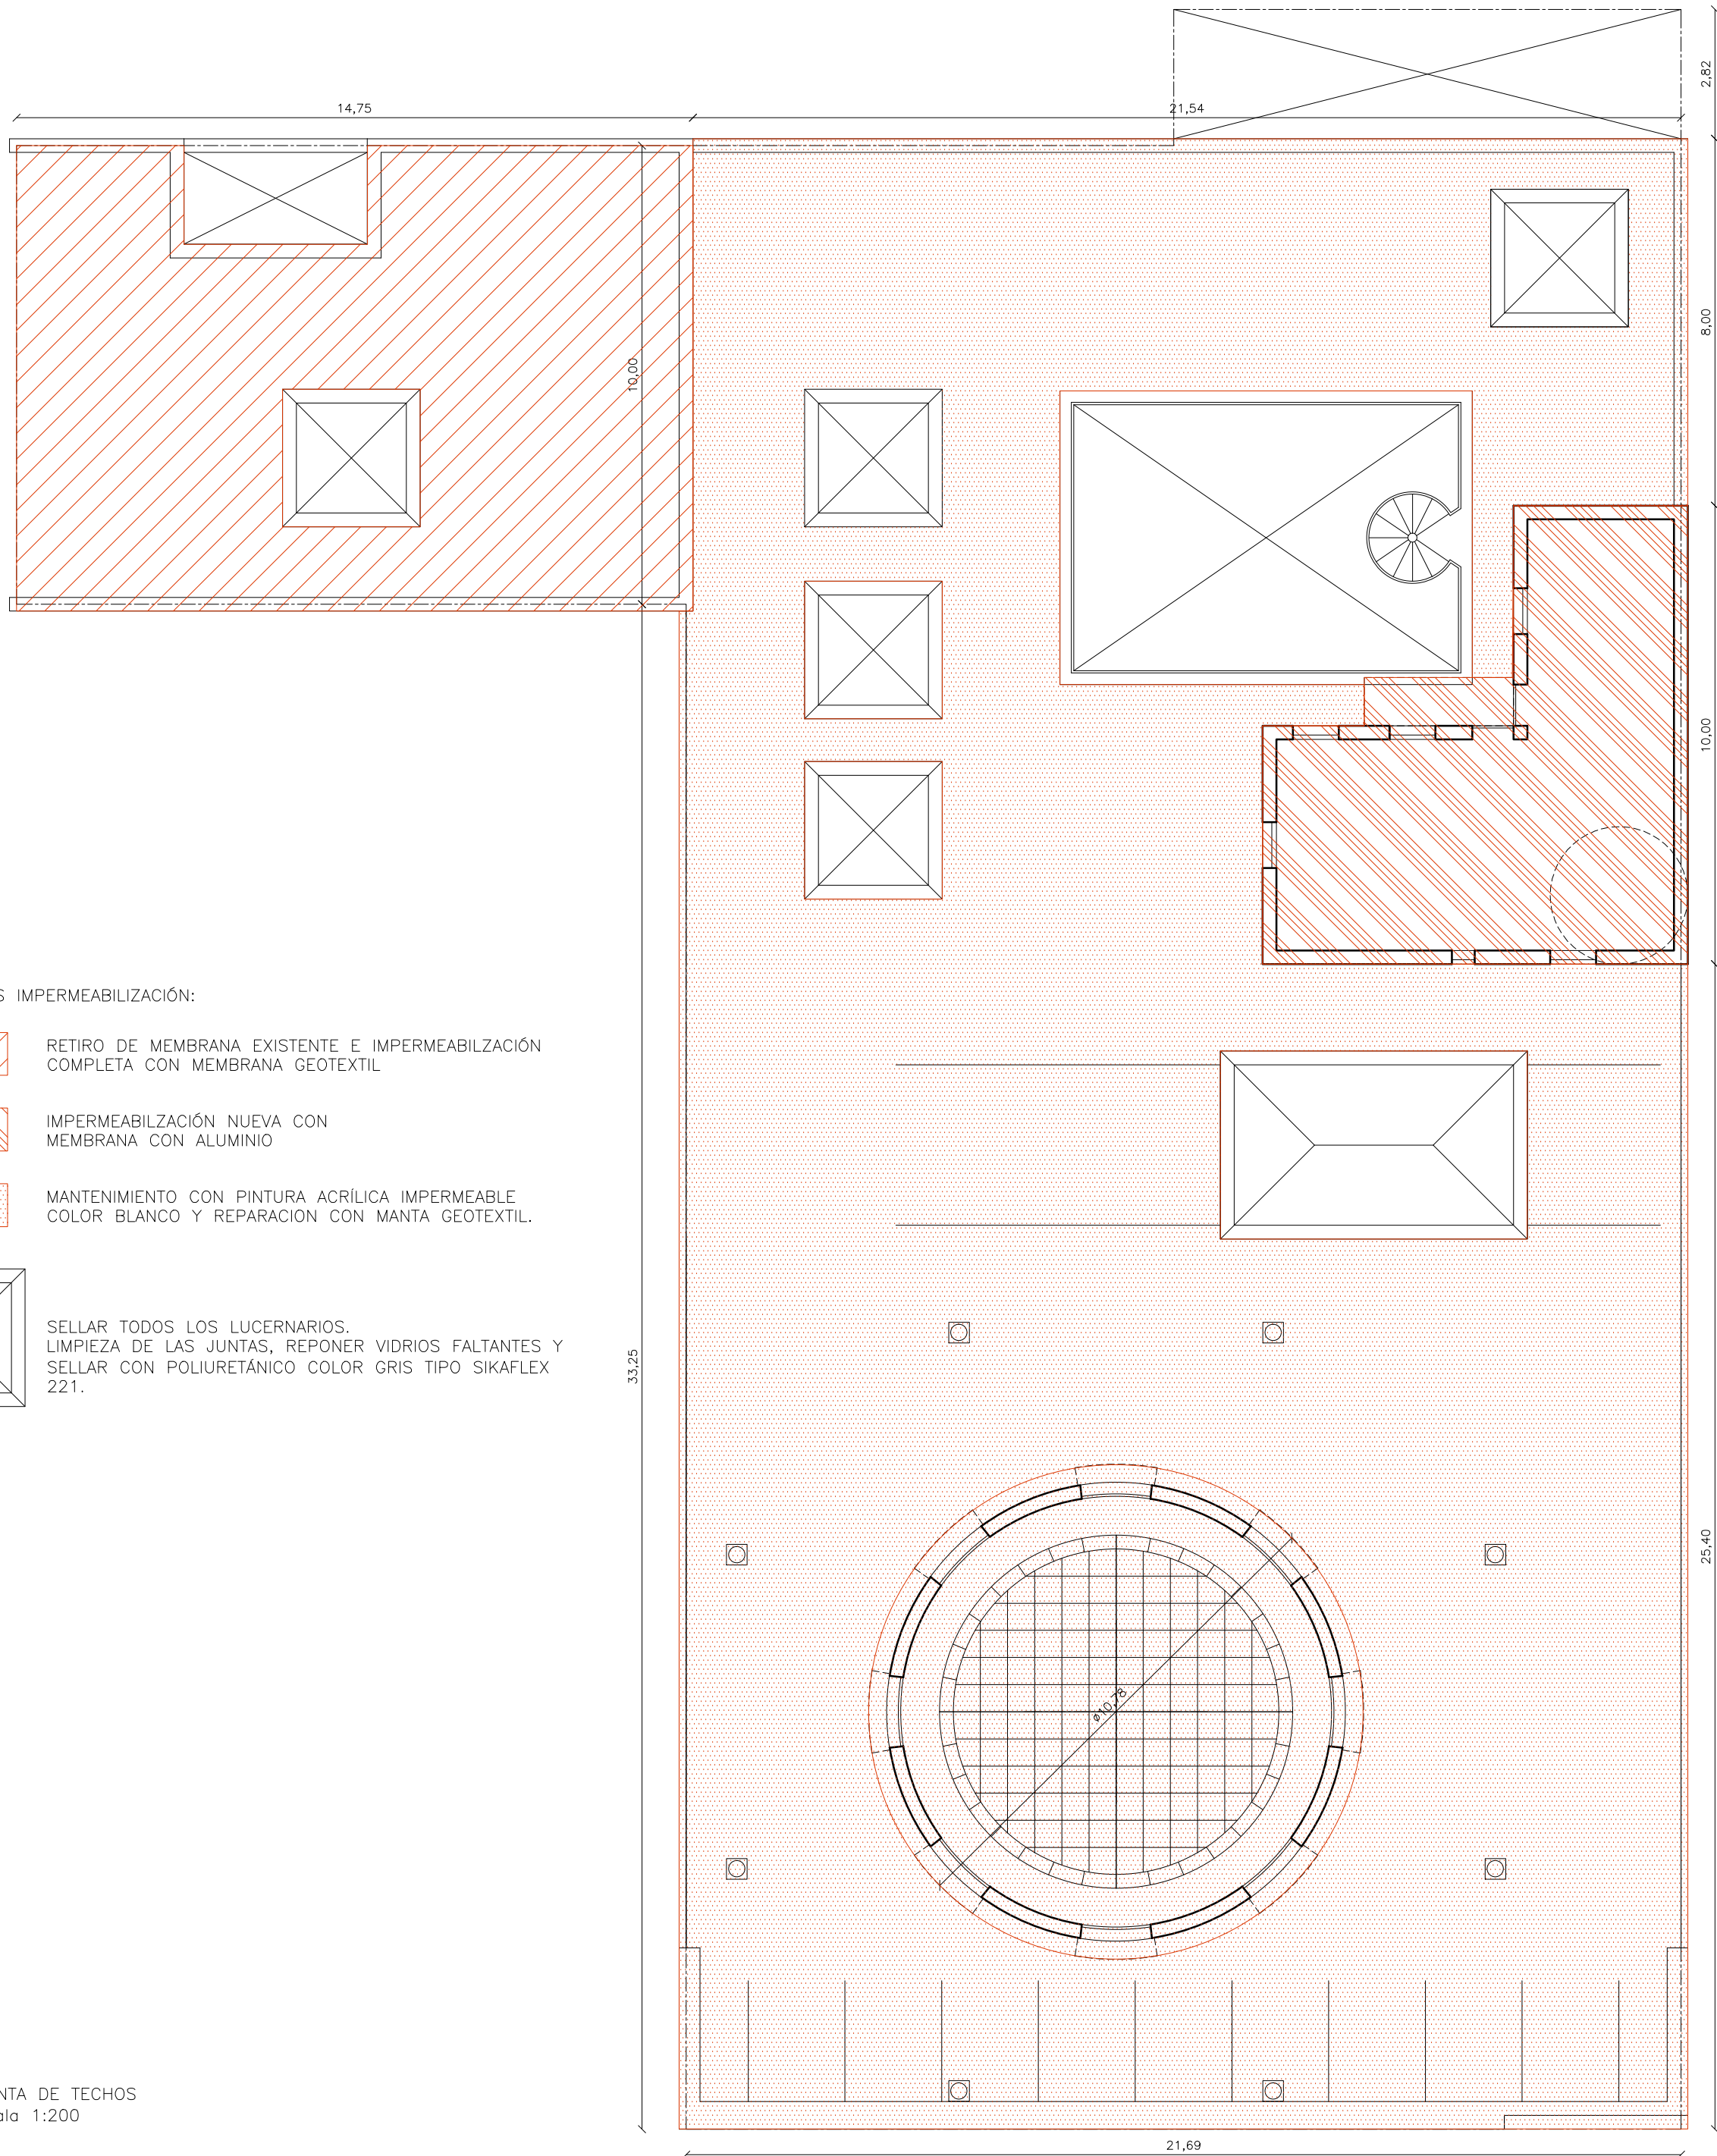 2,82
14,75
21,54
8,00
10,00
10,00
S IMPERMEABILIZACIÓN:
RETIRO DE MEMBRANA EXISTENTE E IMPERMEABILZACIÓN
COMPLETA CON MEMBRANA GEOTEXTIL
IMPERMEABILZACIÓN NUEVA CON
MEMBRANA CON ALUMINIO
MANTENIMIENTO CON PINTURA ACRÍLICA IMPERMEABLE
COLOR BLANCO Y REPARACION CON MANTA GEOTEXTIL.
SELLAR TODOS LOS LUCERNARIOS.
LIMPIEZA DE LAS JUNTAS, REPONER VIDRIOS FALTANTES Y
SELLAR CON POLIURETÁNICO COLOR GRIS TIPO SIKAFLEX
221.
33,25
25,40
ø10,78
NTA DE TECHOS
ala 1:200
21,69